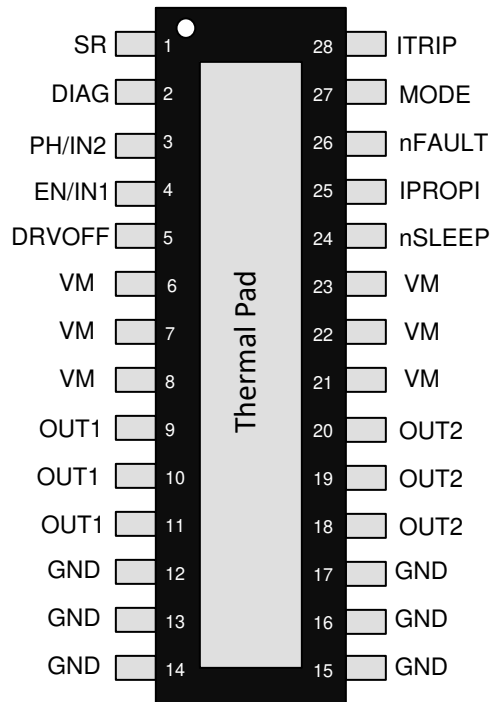 SR 1 28 ITRIP
DIAG 2 27 MODE
PH/IN2 3 26 nFAULT
EN/IN1 4 25 IPROPI
DRVOFF 5 24 nSLEEP
VM 6 23 VM
VM 7 22 VM
VM 8 21 VM
OUT1 9 20 OUT2
OUT1 10 19 OUT2
OUT1 11 18 OUT2
GND 12 17 GND
GND 13 16 GND
GND 14 15 GND
Thermal Pad